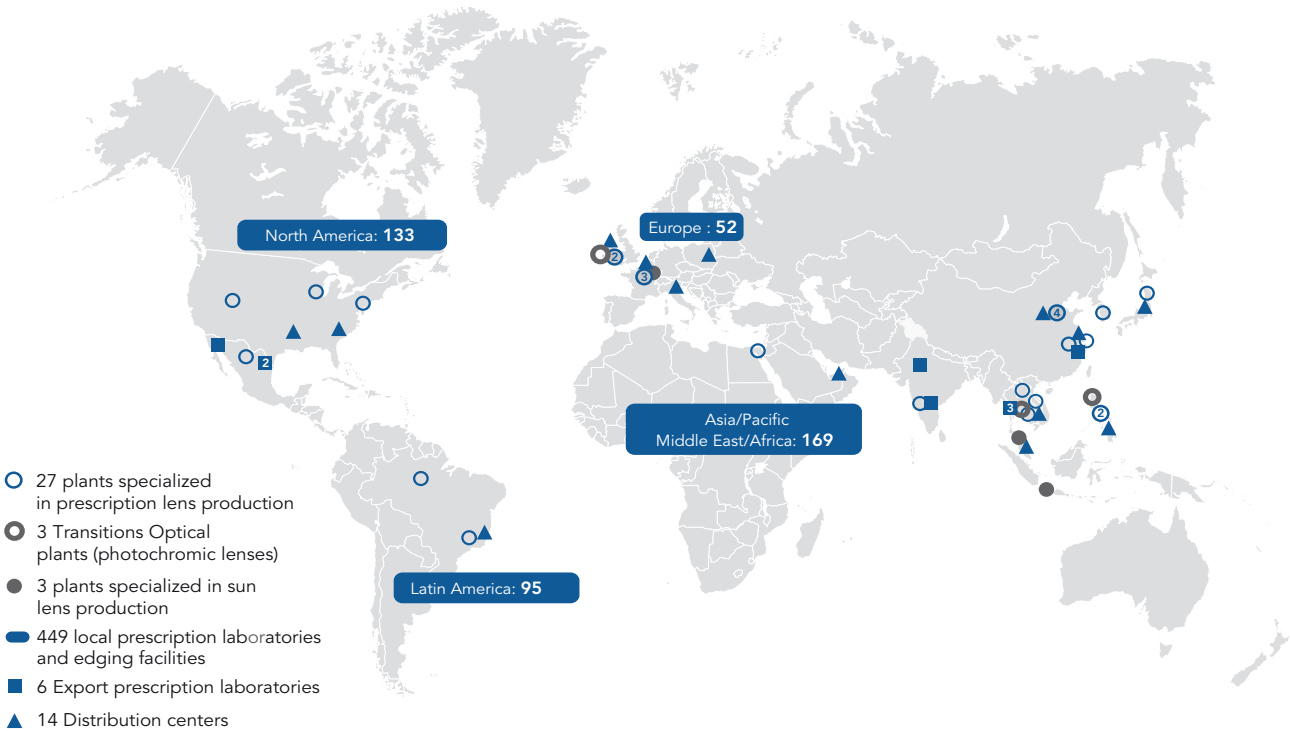 North America: 133
Europe : 52
2
3
4
2
Asia/Pacific
Middle East/Africa: 169
3
2
27 plants specialized
in prescription lens production
3 Transitions Optical
plants (photochromic lenses)
3 plants specialized in sun
lens production
Latin America: 95
449 local prescription laboratories
and edging facilities
6 Export prescription laboratories
14 Distribution centers